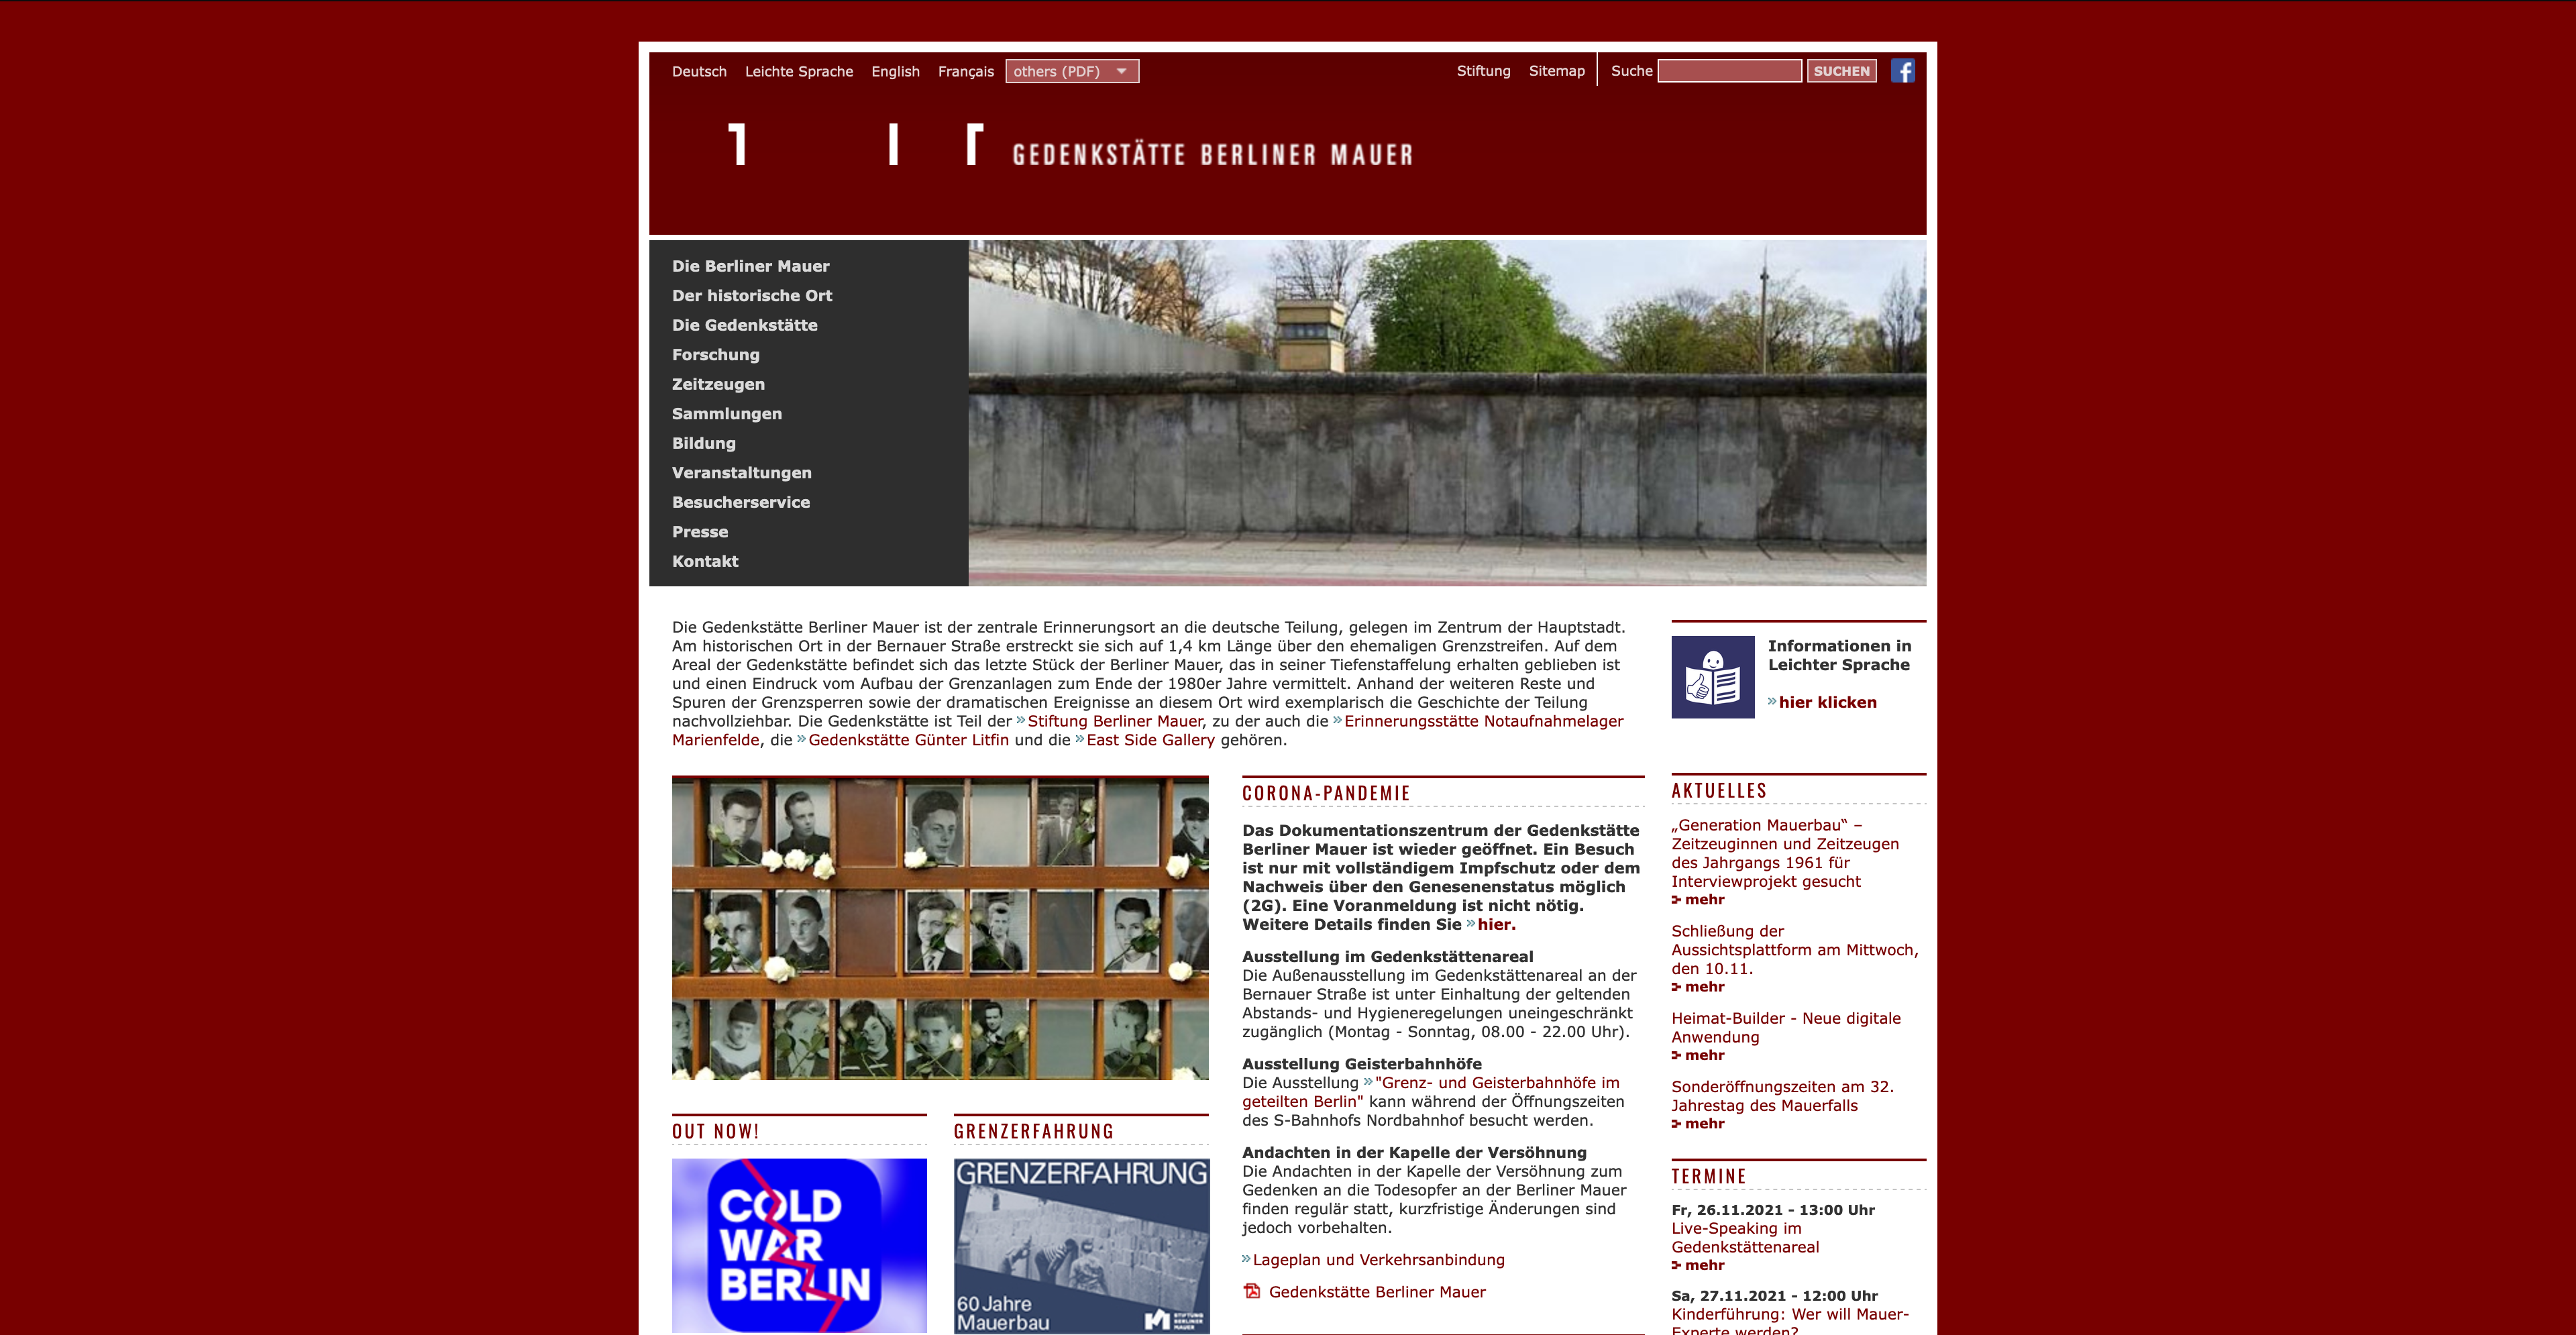 Deutsch Leichte Sprache English Français others (PDF)
Stiftung Sitemap Suche SUCHEN
GEDENKSTÄTTE BERLINER MAUER
Die Berliner Mauer
Der historische Ort
Die Gedenkstätte
Forschung
Zeitzeugen
Sammlungen
Bildung
Veranstaltungen
Besucherservice
Presse
Kontakt
Die Gedenkstätte Berliner Mauer ist der zentrale Erinnerungsort an die deutsche Teilung, gelegen im Zentrum der Hauptstadt.
Am historischen Ort in der Bernauer Straße erstreckt sie sich auf 1,4 km Länge über den ehemaligen Grenzstreifen. Auf dem
Areal der Gedenkstätte befindet sich das letzte Stück der Berliner Mauer, das in seiner Tiefenstaffelung erhalten geblieben ist
und einen Eindruck vom Aufbau der Grenzanlagen zum Ende der 1980er Jahre vermittelt. Anhand der weiteren Reste und
Spuren der Grenzsperren sowie der dramatischen Ereignisse an diesem Ort wird exemplarisch die Geschichte der Teilung
nachvollziehbar. Die Gedenkstätte ist Teil der »Stiftung Berliner Mauer, zu der auch die »Erinnerungsstätte Notaufnahmelager
Marienfelde, die »Gedenkstätte Günter Litfin und die »East Side Gallery gehören.
Informationen in
Leichter Sprache
»hier klicken
OUT NOW!
COLD
WAR
BERLIN
GRENZERFAHRUNG
GRENZERFAHRUNG
60 Jahre
Mauerbau
STIFTUNG
BERLINER
MAUER
CORONA-PANDEMIE
Das Dokumentationszentrum der Gedenkstätte
Berliner Mauer ist wieder geöffnet. Ein Besuch
ist nur mit vollständigem Impfschutz oder dem
Nachweis über den Genesenenstatus möglich
(2G). Eine Voranmeldung ist nicht nötig.
Weitere Details finden Sie »hier.
Ausstellung im Gedenkstättenareal
Die Außenausstellung im Gedenkstättenareal an der
Bernauer Straße ist unter Einhaltung der geltenden
Abstands- und Hygieneregelungen uneingeschränkt
zugänglich (Montag - Sonntag, 08.00 - 22.00 Uhr).
Ausstellung Geisterbahnhöfe
Die Ausstellung »"Grenz- und Geisterbahnhöfe im
geteilten Berlin" kann während der Öffnungszeiten
des S-Bahnhofs Nordbahnhof besucht werden.
Andachten in der Kapelle der Versöhnung
Die Andachten in der Kapelle der Versöhnung zum
Gedenken an die Todesopfer an der Berliner Mauer
finden regulär statt, kurzfristige Änderungen sind
jedoch vorbehalten.
»Lageplan und Verkehrsanbindung
Gedenkstätte Berliner Mauer
AKTUELLES
„Generation Mauerbau“ –
Zeitzeuginnen und Zeitzeugen
des Jahrgangs 1961 für
Interviewprojekt gesucht
mehr
Schließung der
Aussichtsplattform am Mittwoch,
den 10.11.
mehr
Heimat-Builder - Neue digitale
Anwendung
mehr
Sonderöffnungszeiten am 32.
Jahrestag des Mauerfalls
mehr
TERMINE
Fr, 26.11.2021 - 13:00 Uhr
Live-Speaking im
Gedenkstättenareal
mehr
Sa, 27.11.2021 - 12:00 Uhr
Kinderführung: Wer will Mauer-
Experte werden?